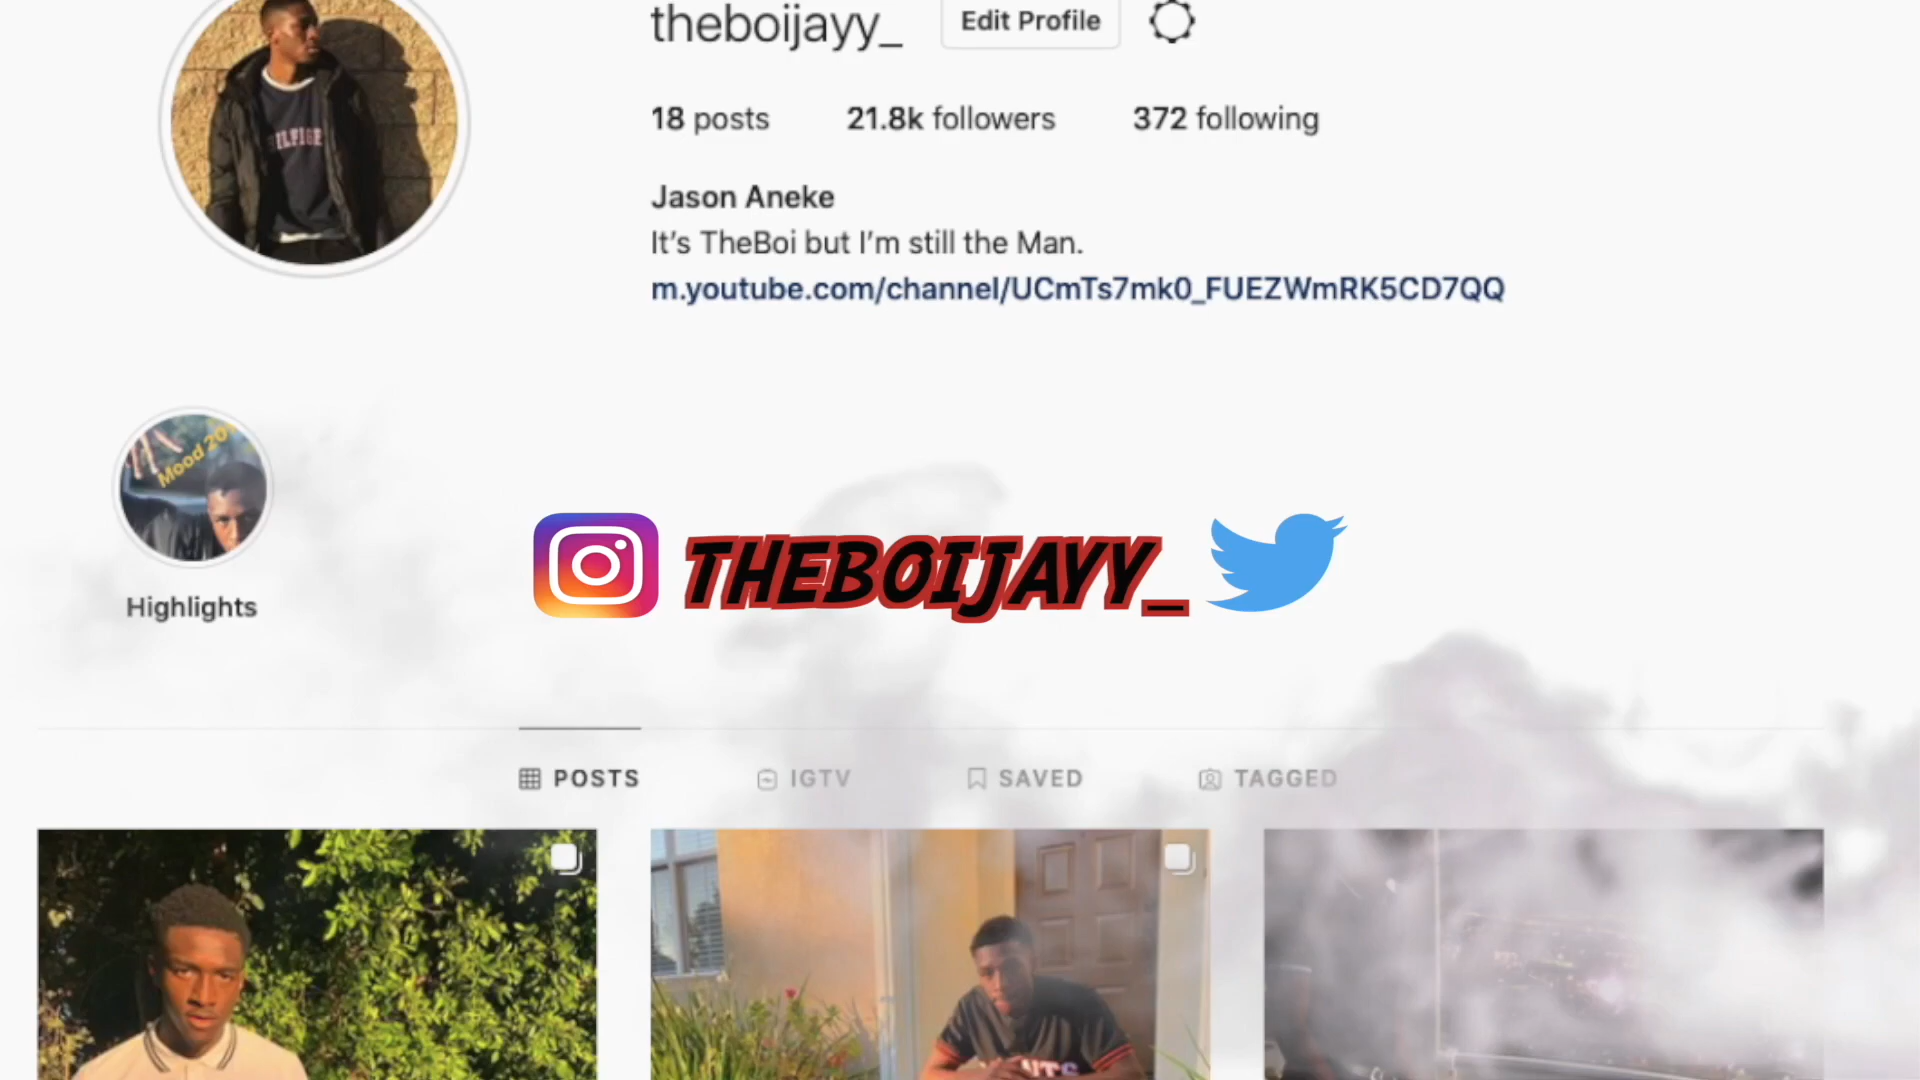 theboijayy_ Edit Profile
18 posts 21.8k followers 372 following
Jason Aneke
It's TheBoi but I'm still the Man.
m.youtube.com/channel/UCmTs7mk0_FUEZWmRK5CD7QQ
Mood
Highlights
THEBOIJAYY_
POSTS IGTV SAVED TAGGED